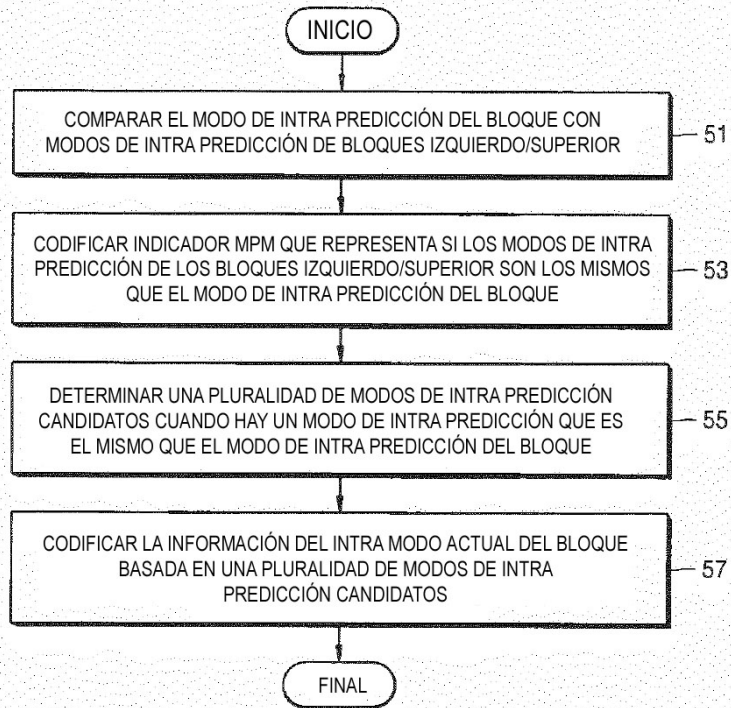 INICIO
COMPARAR EL MODO DE INTRA PREDICCIÓN DEL BLOQUE CON
MODOS DE INTRA PREDICCIÓN DE BLOQUES IZQUIERDO/SUPERIOR
51
CODIFICAR INDICADOR MPM QUE REPRESENTA SI LOS MODOS DE INTRA
PREDICCIÓN DE LOS BLOQUES IZQUIERDO/SUPERIOR SON LOS MISMOS
QUE EL MODO DE INTRA PREDICCIÓN DEL BLOQUE
53
DETERMINAR UNA PLURALIDAD DE MODOS DE INTRA PREDICCIÓN
CANDIDATOS CUANDO HAY UN MODO DE INTRA PREDICCIÓN QUE ES
EL MISMO QUE EL MODO DE INTRA PREDICCIÓN DEL BLOQUE
55
CODIFICAR LA INFORMACIÓN DEL INTRA MODO ACTUAL DEL BLOQUE
BASADA EN UNA PLURALIDAD DE MODOS DE INTRA
PREDICCIÓN CANDIDATOS
57
FINAL